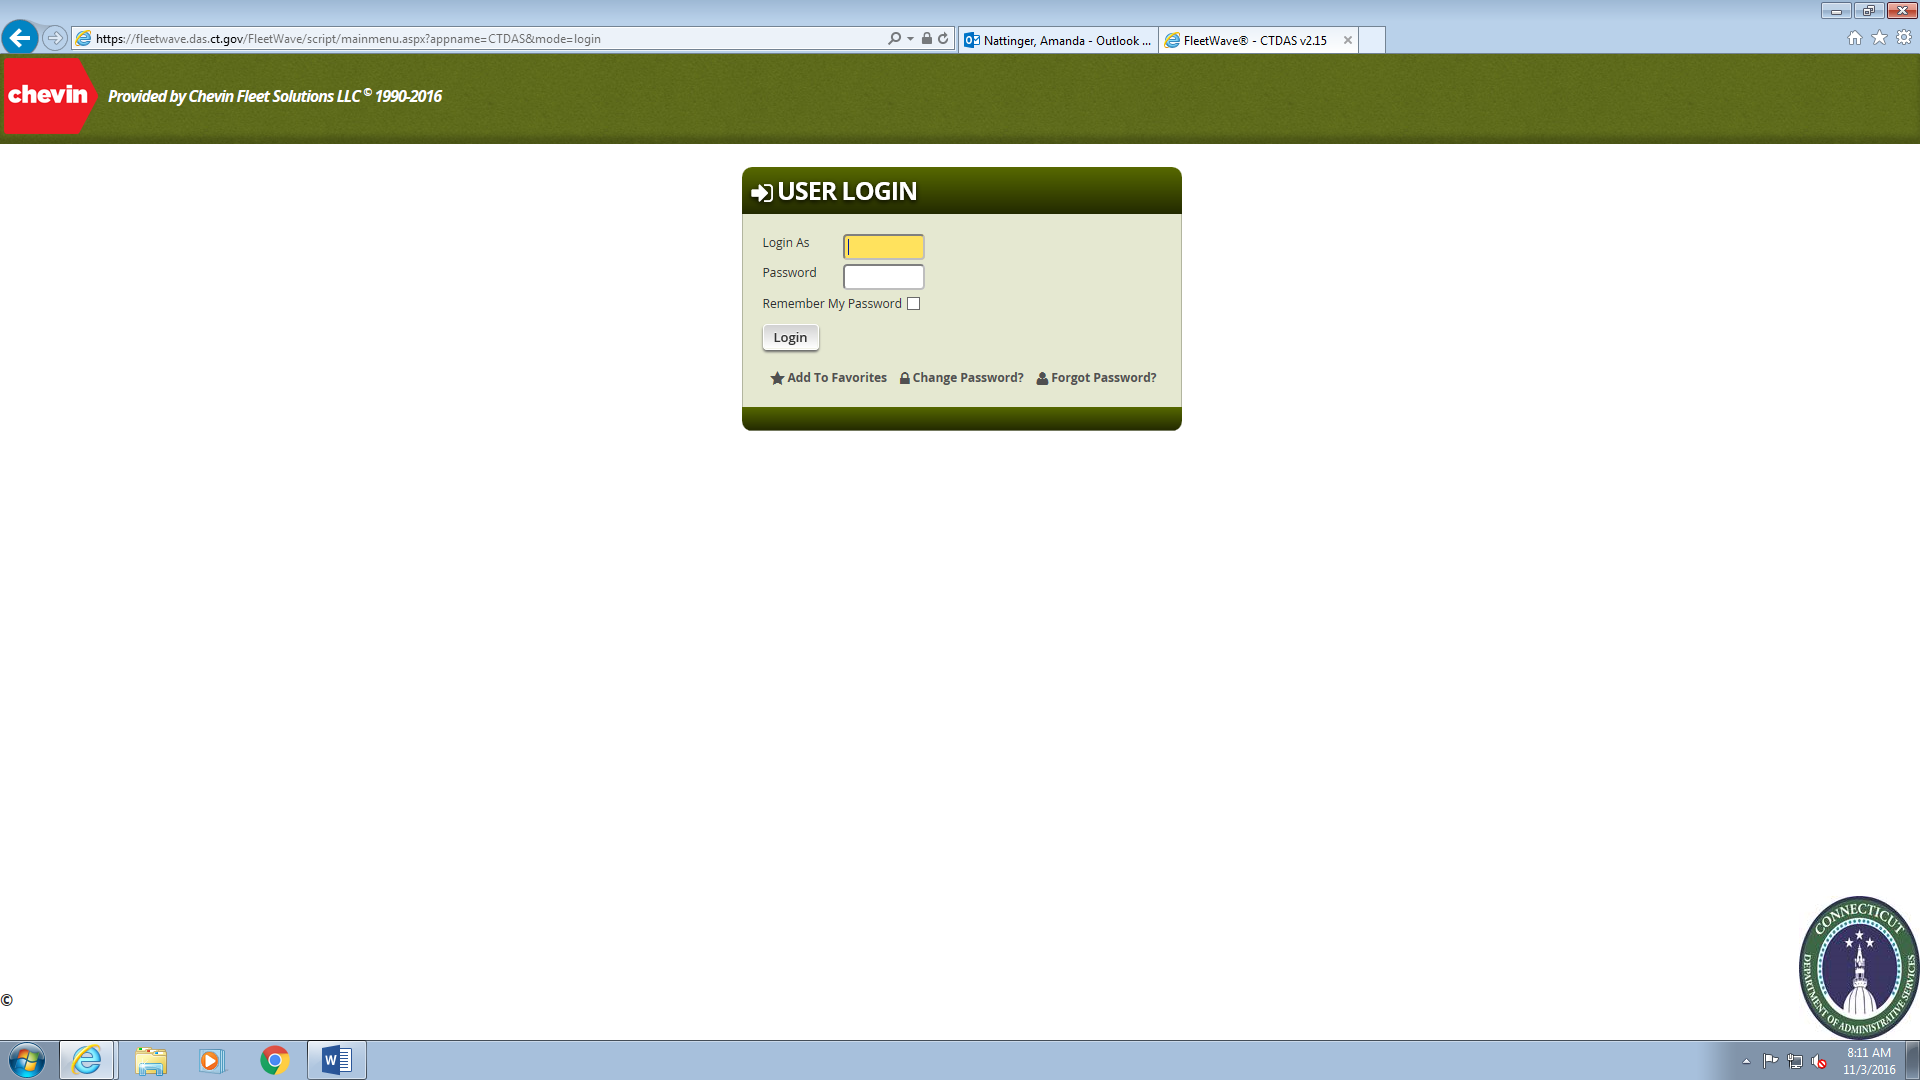 https://fleetwave.das.ct.gov/FleetWave/script/mainmenu.aspx?appname=CTDAS&mode=login
Nattinger, Amanda - Outlook ...
FleetWave® - CTDAS v2.15
chevin
Provided by Chevin Fleet Solutions LLC © 1990-2016
USER LOGIN
Login As
Password
Remember My Password
Login
Add To Favorites
Change Password?
Forgot Password?
CONNECTICUT
DEPARTMENT OF ADMINISTRATIVE SERVICES
©
8:11 AM
11/3/2016